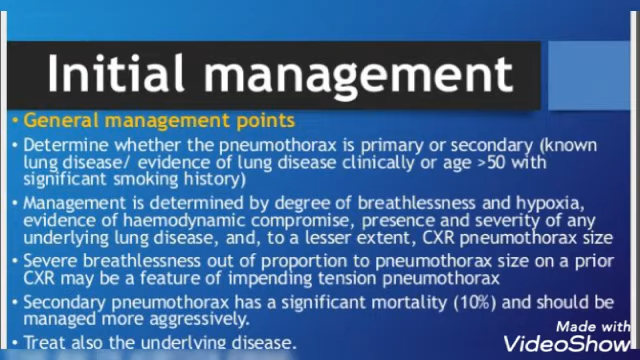 Initial management
• General management points
• Determine whether the pneumothorax is primary or secondary (known
lung disease/ evidence of lung disease clinically or age >50 with
significant smoking history)
• Management is determined by degree of breathlessness and hypoxia,
evidence of haemodynamic compromise, presence and severity of any
underlying lung disease, and, to a lesser extent, CXR pneumothorax size
• Severe breathlessness out of proportion to pneumothorax size on a prior
CXR may be a feature of impending tension pneumothorax
• Secondary pneumothorax has a significant mortality (10%) and should be
managed more aggressively.
• Treat also the underlying disease.
Made with
VideoShow